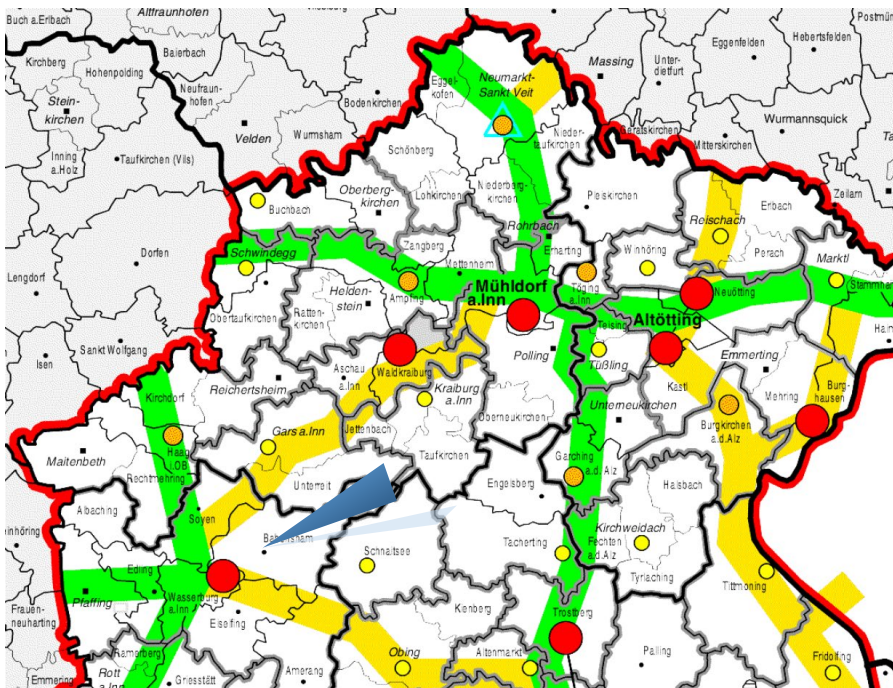 Buch a.Erlbach
Altfraunhofen
Kirchberg
Hohenpolding
Baierbach
Neufraun-
hofen
Bodenkirchen
Stein-
kirchen
Velden
Wurmsham
Inning
a.Holz
Taufkirchen (Vils)
Eggel-
kofen
Neumarkt-
Sankt Veit
Massing
Unter-
dietfurt
Eggenfelden
Hebertsfelden
Wurmannsquick
Geratskirchen
Mitterskirchen
Zeilarn
Schönberg
Nieder-
taufkirchen
Oberberg-
kirchen
Lohkirchen
Niederberg-
kirchen
Pleiskirchen
Erlbach
Reischach
Buchbach
Rohrbach
Dorfen
Zangberg
Mettenheim
Erharting
Winhöring
Perach
Marktl
Schwindegg
Lengdorf
Ampfing
Mühldorf
a.Inn
Töging
a.Inn
Neuötting
Stammham
Obertaufkirchen
Helden-
stein
Ratten-
kirchen
Teising
Altötting
Isen
Sankt Wolfgang
Waldkraiburg
Polling
Tüßling
Kastl
Emmerting
Mehring
Burg-
hausen
Kirchdorf
Reichertsheim
Aschau
a.Inn
Kraiburg
a.Inn
Oberneukirchen
Unterneukirchen
Burgkirchen
a.d.Alz
Gars a.Inn
Jettenbach
Maitenbeth
Haag
i.OB
Rechtmehring
Taufkirchen
Garching
a.d. Alz
Unterreit
Engelsberg
Halsbach
Albaching
Soyen
Kirchweidach
Feichten
a.d.Alz
Schnaitsee
Tacherting
Tyrlaching
Edling
Pfaffing
Wasserburg
a.Inn
Eiselfing
Kienberg
Trostberg
Tittmoning
Frauen-
neuharting
Ramerberg
Obing
Altenmarkt
Palling
Fridolfing
Emmering
Rott
a.Inn
Griesstätt
Amerang